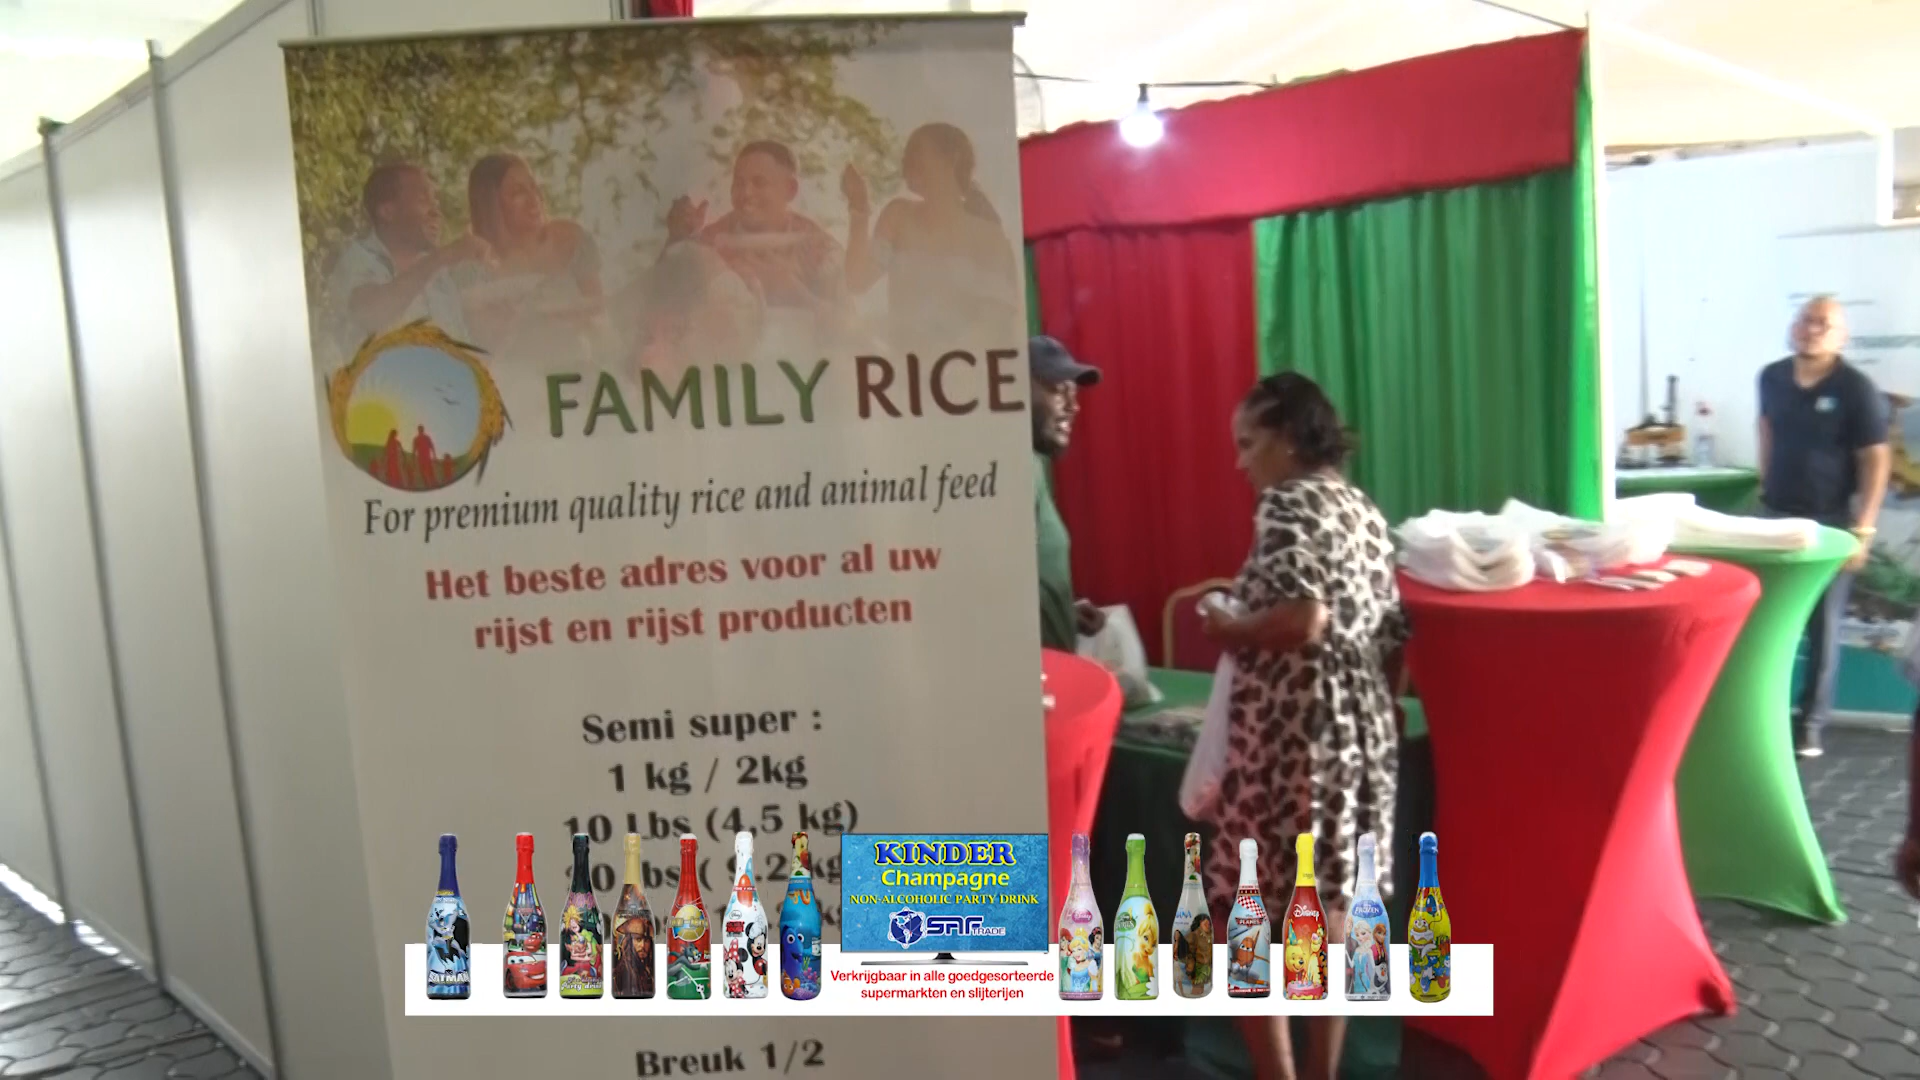 FAMILY RICE
For premium quality rice and animal feed
Het beste adres voor al uw
rijst en rijst producten
Semi super :
1 kg / 2kg
10 Lbs (4,5 kg)
KINDER
Champagne
NON-ALCOHOLIC PARTY DRINK
SAR
TRADE
Verkrijgbaar in alle goedgesorteerde
supermarkten en slijterijen
BATMAN
Disney
PLANES
FROZEN
Breuk 1/2